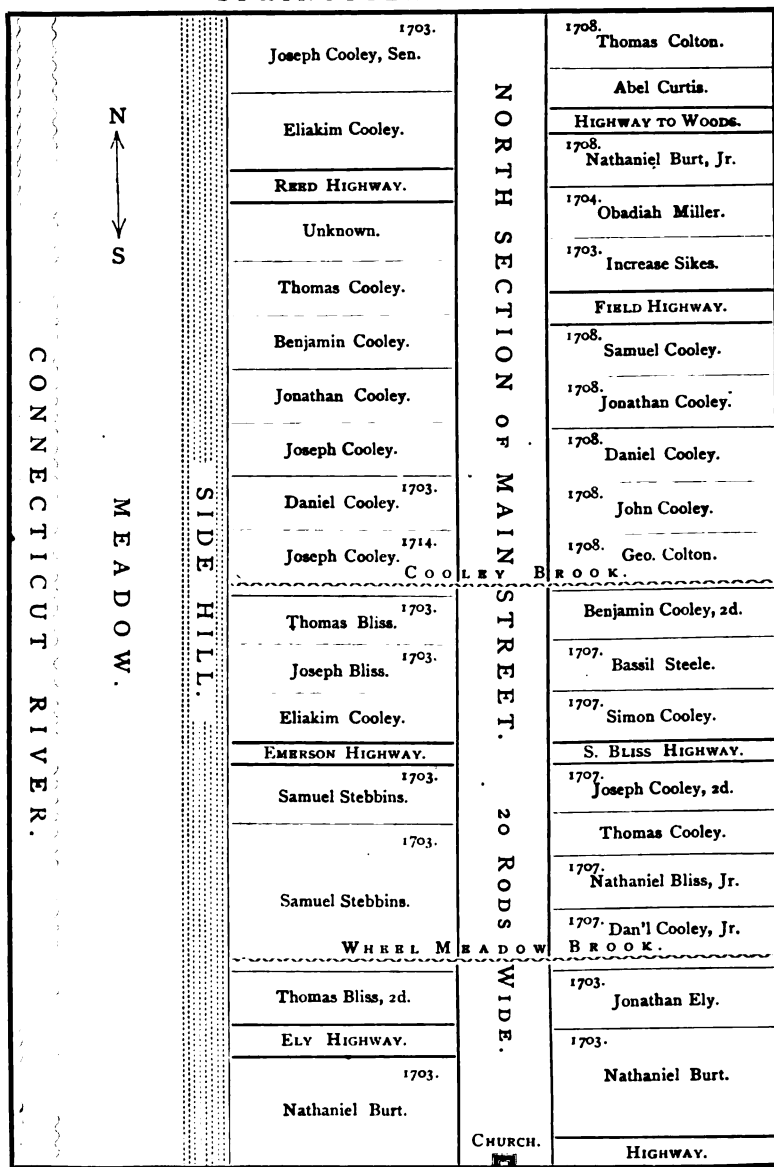 N
S
CONNECTICUT RIVER.
MEADOW.
SIDE HILL.
1703.
Joseph Cooley, Sen.
Eliakim Cooley.
REED HIGHWAY.
Unknown.
Thomas Cooley.
Benjamin Cooley.
Jonathan Cooley.
Joseph Cooley.
1703.
Daniel Cooley.
1714.
Joseph Cooley.
COOLEY BROOK.
1703.
Thomas Bliss.
1703.
Joseph Bliss.
Eliakim Cooley.
EMERSON HIGHWAY.
1703.
Samuel Stebbins.
1703.
Samuel Stebbins.
WHEEL MEADOW BROOK.
Thomas Bliss, 2d.
ELY HIGHWAY.
1703.
Nathaniel Burt.
NORTH SECTION OF MAIN STREET. 20 RODS WIDE.
CHURCH.
1708.
Thomas Colton.
Abel Curtis.
HIGHWAY TO WOODS.
1708.
Nathaniel Burt, Jr.
1704.
Obadiah Miller.
1703.
Increase Sikes.
FIELD HIGHWAY.
1708.
Samuel Cooley.
1708.
Jonathan Cooley.
1708.
Daniel Cooley.
1708.
John Cooley.
1708.
Geo. Colton.
Benjamin Cooley, 2d.
1707.
Bassil Steele.
1707.
Simon Cooley.
S. BLISS HIGHWAY.
1707.
Joseph Cooley, 2d.
Thomas Cooley.
1707.
Nathaniel Bliss, Jr.
1707. Dan'l Cooley, Jr.
1703.
Jonathan Ely.
1703.
Nathaniel Burt.
HIGHWAY.